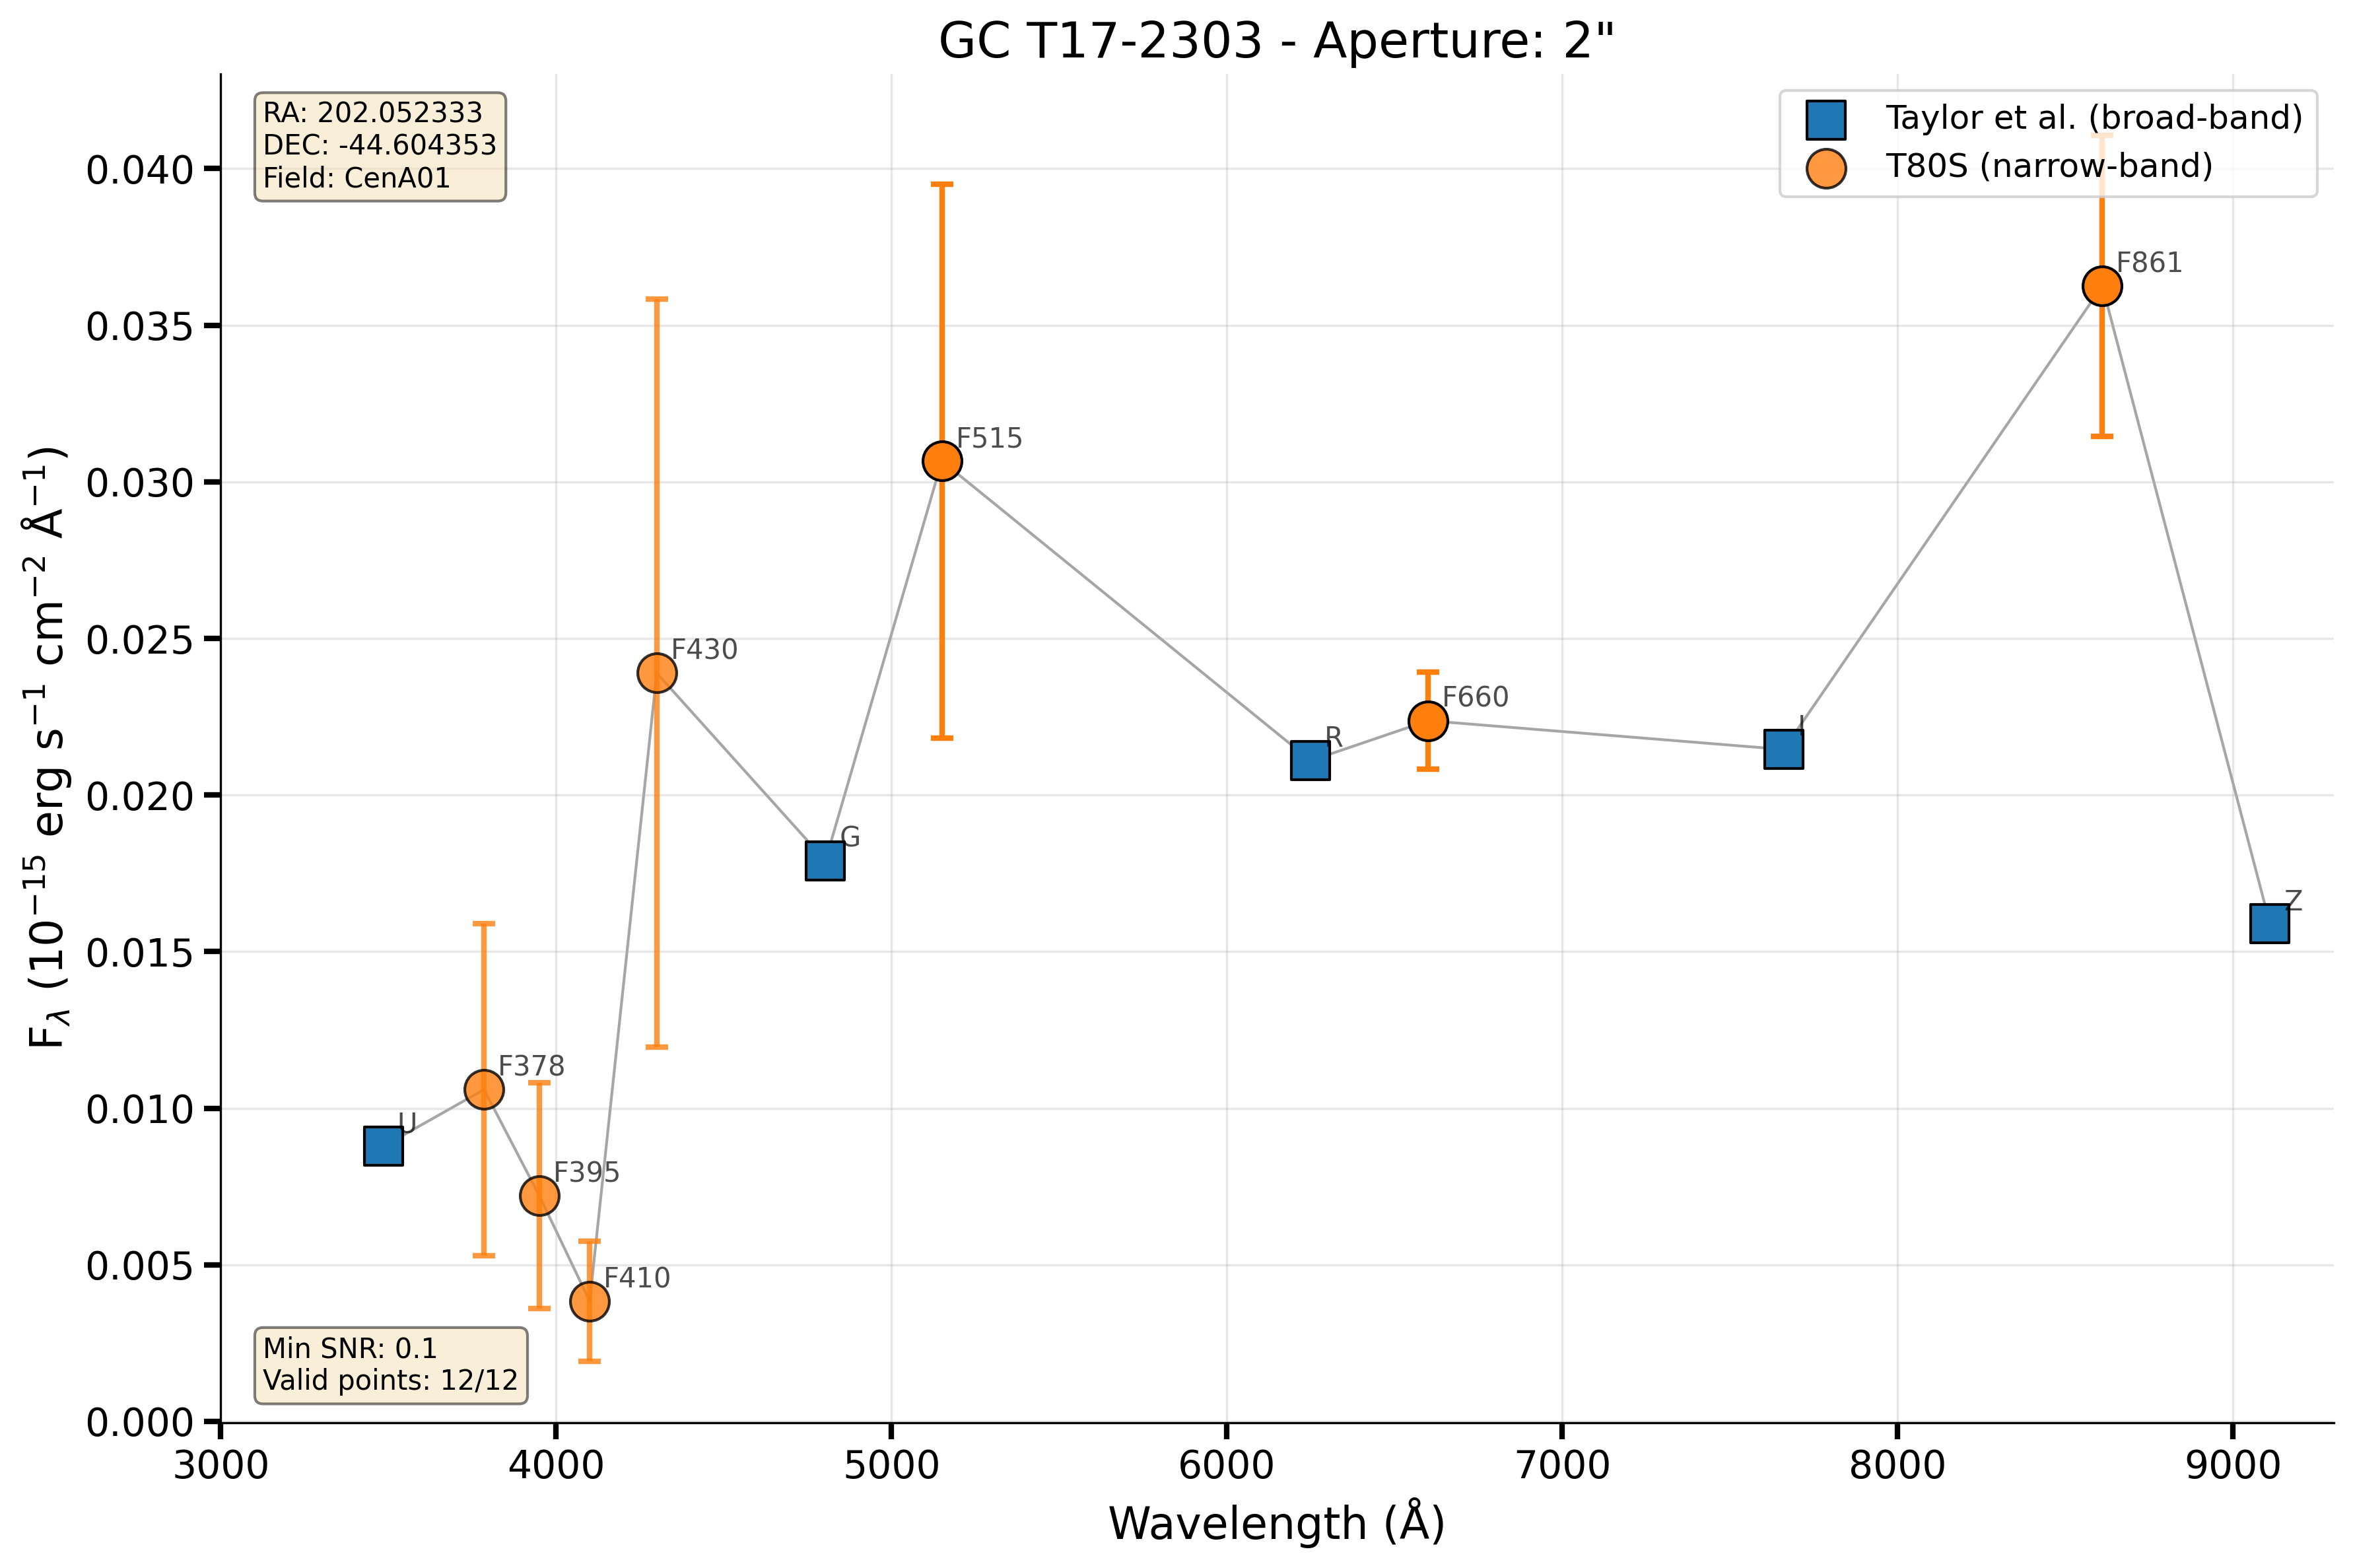 GC T17-2303 - Aperture: 2"
RA: 202.052333
DEC: -44.604353
Field: CenA01
Taylor et al. (broad-band)
T80S (narrow-band)
F861
F515
F430
F660
R
I
G
Z
F378
U
F395
F410
Min SNR: 0.1
Valid points: 12/12
0.040
0.035
0.030
0.025
0.020
0.015
0.010
0.005
0.000
F_λ (10⁻¹⁵ erg s⁻¹ cm⁻² Å⁻¹)
3000 4000 5000 6000 7000 8000 9000
Wavelength (Å)